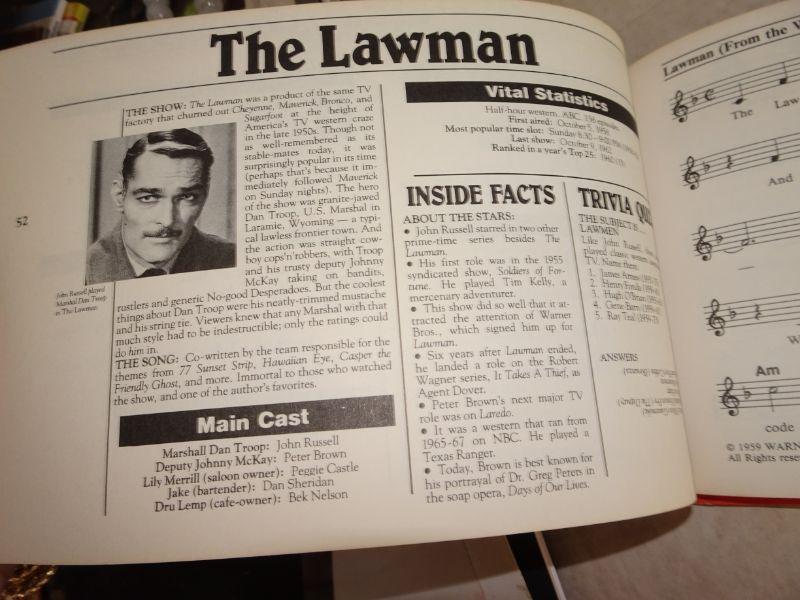 The Lawman
THE SHOW: The Lawman was a product of the same TV
factory that churned out Cheyenne, Maverick, Bronco, and
Sugarfoot at the height of
America's TV western craze
in the late 1950s. Though not
as well-remembered as its
stable-mates today, it was
surprisingly popular in its time
(perhaps that's because it im-
mediately followed Maverick
on Sunday nights). The hero
of the show was granite-jawed
Dan Troop, U.S. Marshal in
Laramie, Wyoming — a typi-
cal lawless frontier town. And
the action was straight cow-
boy cops'n'robbers, with Troop
and his trusty deputy Johnny
McKay taking on bandits,
rustlers and generic No-good Desperadoes. But the coolest
things about Dan Troop were his neatly-trimmed mustache
and his string tie. Viewers knew that any Marshal with that
much style had to be indestructible; only the ratings could
do him in.
THE SONG: Co-written by the team responsible for the
themes from 77 Sunset Strip, Hawaiian Eye, Casper the
Friendly Ghost, and more. Immortal to those who watched
the show, and one of the author's favorites.
52
John Russell played
Marshal Dan Troop
in The Lawman
Main Cast
Marshall Dan Troop: John Russell
Deputy Johnny McKay: Peter Brown
Lily Merrill (saloon owner): Peggie Castle
Jake (bartender): Dan Sheridan
Dru Lemp (cafe-owner): Bek Nelson
Vital Statistics
Half-hour western. ABC. 156 episodes
First aired: October 5, 1958
Most popular time slot: Sunday 8:30 - 9:00
Last show: October 9, 1962
Ranked in a year's Top 25: 1960
INSIDE FACTS
ABOUT THE STARS:
• John Russell starred in two other
prime-time series besides The
Lawman.
• His first role was in the 1955
syndicated show, Soldiers of For-
tune. He played Tim Kelly, a
mercenary adventurer.
• This show did so well that it at-
tracted the attention of Warner
Bros., which signed him up for
Lawman.
• Six years after Lawman ended,
he landed a role on the Robert
Wagner series, It Takes A Thief, as
Agent Dover.
• Peter Brown's next major TV
role was on Laredo.
• It was a western that ran from
1965-67 on NBC. He played a
Texas Ranger.
• Today, Brown is best known for
his portrayal of Dr. Greg Peters in
the soap opera, Days of Our Lives.
TRIVIA
THE SUBJECT IS
LAWMEN
Like John Russell,
played classic western
TV. Name them.
1. James Arness
2. Henry Fonda
3. Hugh O'Brian
4. Gene Barry
5. Ray Teal
ANSWERS
Lawman (From the
The
And
Am
code
© 1959 WARN
All Rights rese